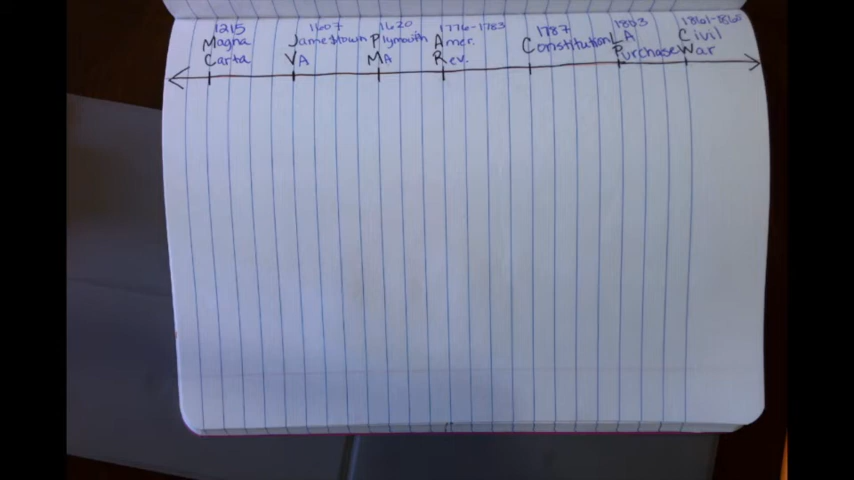 1215
Magna
Carta
1607
Jamestown
VA
1620
Plymouth
MA
1776-1783
Amer.
Rev.
1787
Constitution
1803
LA
Purchase
1861-1865
Civil
War